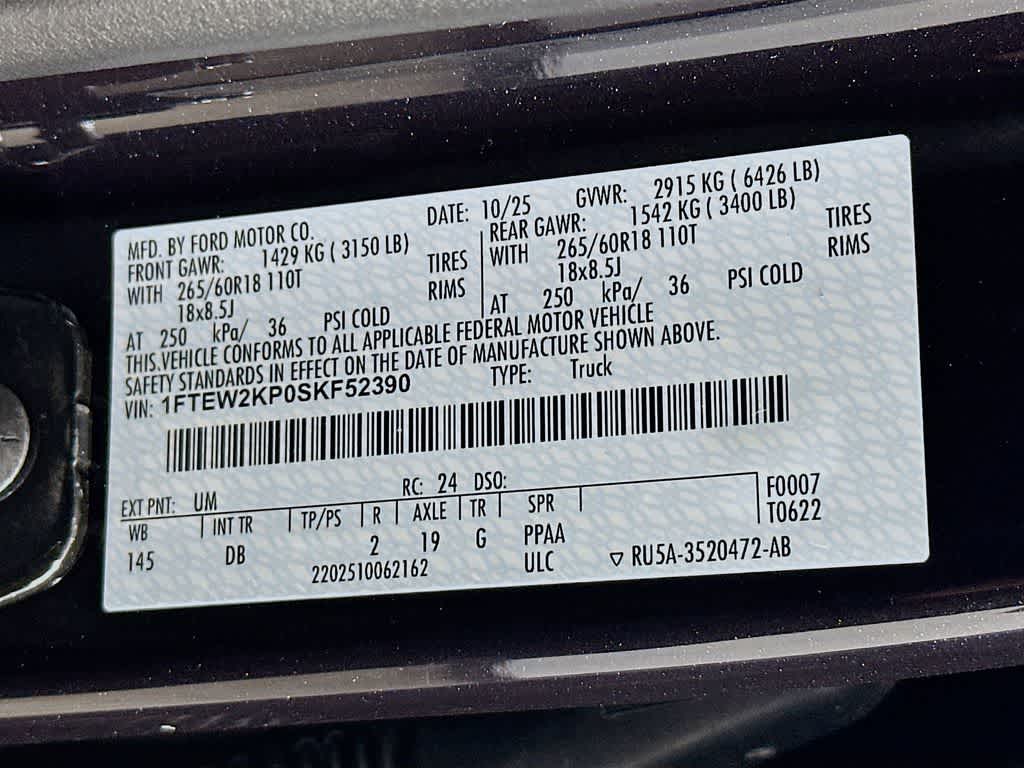 MFD. BY FORD MOTOR CO.
DATE: 10/25
GVWR: 2915 KG ( 6426 LB)
FRONT GAWR: 1429 KG ( 3150 LB)
WITH 265/60R18 110T TIRES
18x8.5J RIMS
AT 250 kPa/ 36 PSI COLD
REAR GAWR: 1542 KG ( 3400 LB)
WITH 265/60R18 110T TIRES
18x8.5J RIMS
AT 250 kPa/ 36 PSI COLD
THIS VEHICLE CONFORMS TO ALL APPLICABLE FEDERAL MOTOR VEHICLE
SAFETY STANDARDS IN EFFECT ON THE DATE OF MANUFACTURE SHOWN ABOVE.
VIN: 1FTEW2KP0SKF52390 TYPE: Truck
EXT PNT: UM RC: 24 DSO: F0007
WB INT TR TP/PS R AXLE TR SPR T0622
145 DB 2 19 G PPAA
2202510062162 ULC ▽ RU5A-3520472-AB